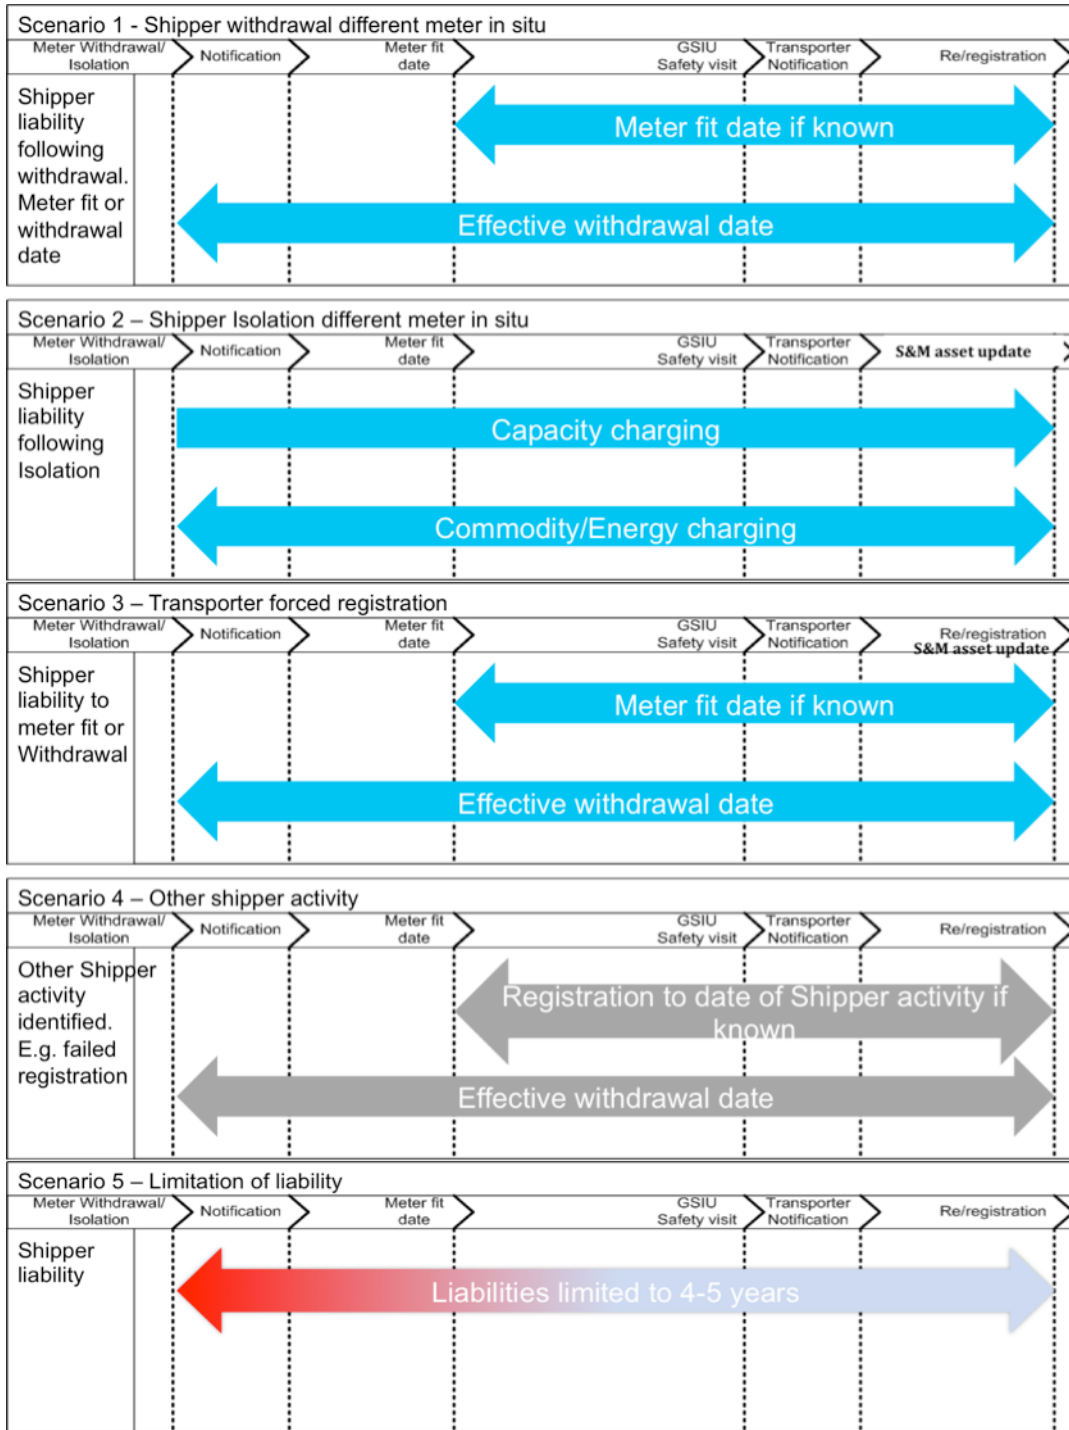 Scenario 1 - Shipper withdrawal different meter in situ
Meter Withdrawal/
Isolation
Notification
Meter fit
date
GSIU
Safety visit
Transporter
Notification
Re/registration
Shipper
liability
following
withdrawal.
Meter fit or
withdrawal
date
Meter fit date if known
Effective withdrawal date
Scenario 2 – Shipper Isolation different meter in situ
Meter Withdrawal/
Isolation
Notification
Meter fit
date
GSIU
Safety visit
Transporter
Notification
S&M asset update
Shipper
liability
following
Isolation
Capacity charging
Commodity/Energy charging
Scenario 3 – Transporter forced registration
Meter Withdrawal/
Isolation
Notification
Meter fit
date
GSIU
Safety visit
Transporter
Notification
Re/registration
S&M asset update
Shipper
liability to
meter fit or
Withdrawal
Meter fit date if known
Effective withdrawal date
Scenario 4 – Other shipper activity
Meter Withdrawal/
Isolation
Notification
Meter fit
date
GSIU
Safety visit
Transporter
Notification
Re/registration
Other Shipper
activity
identified.
E.g. failed
registration
Registration to date of Shipper activity if
known
Effective withdrawal date
Scenario 5 – Limitation of liability
Meter Withdrawal/
Isolation
Notification
Meter fit
date
GSIU
Safety visit
Transporter
Notification
Re/registration
Shipper
liability
Liabilities limited to 4-5 years